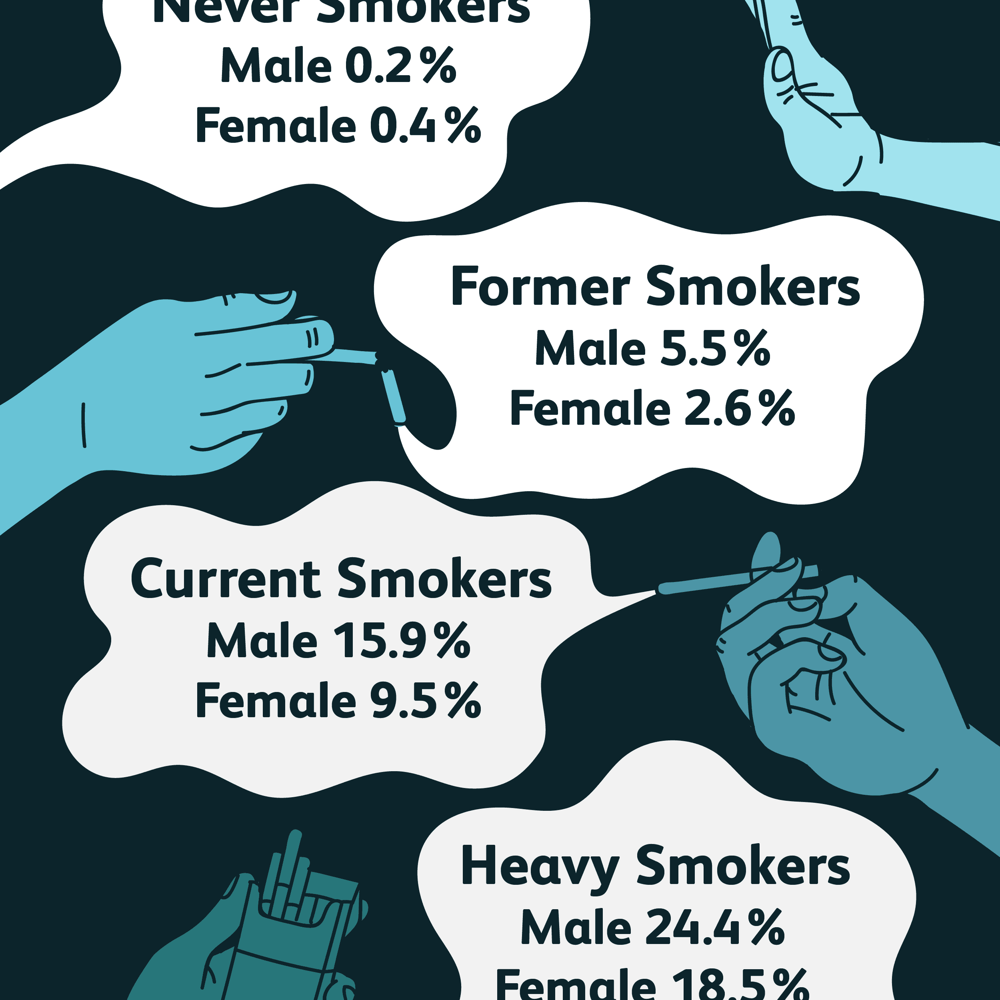 Never Smokers
Male 0.2%
Female 0.4%
Former Smokers
Male 5.5%
Female 2.6%
Current Smokers
Male 15.9%
Female 9.5%
Heavy Smokers
Male 24.4%
Female 18.5%